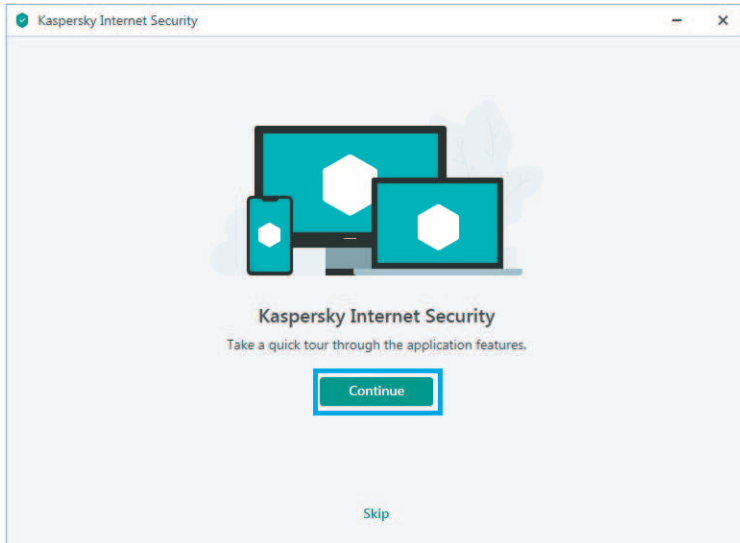 Kaspersky Internet Security
Kaspersky Internet Security
Take a quick tour through the application features.
Continue
Skip